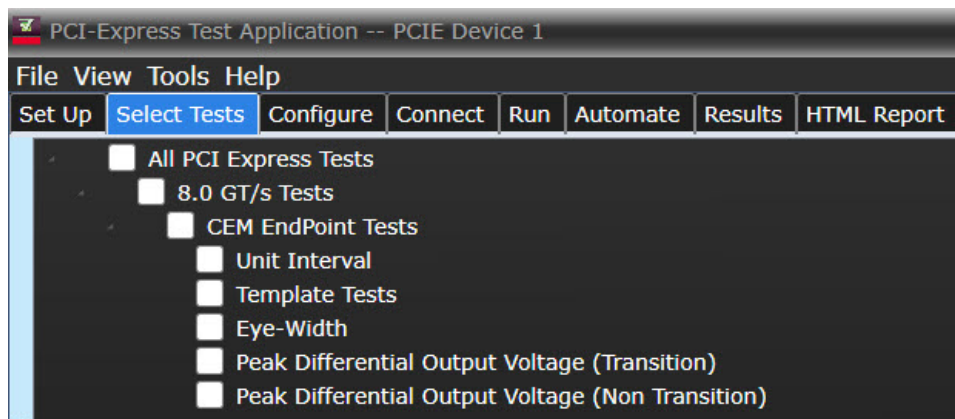 PCI-Express Test Application -- PCIE Device 1
File View Tools Help
Set Up Select Tests Configure Connect Run Automate Results HTML Report
All PCI Express Tests
8.0 GT/s Tests
CEM EndPoint Tests
Unit Interval
Template Tests
Eye-Width
Peak Differential Output Voltage (Transition)
Peak Differential Output Voltage (Non Transition)